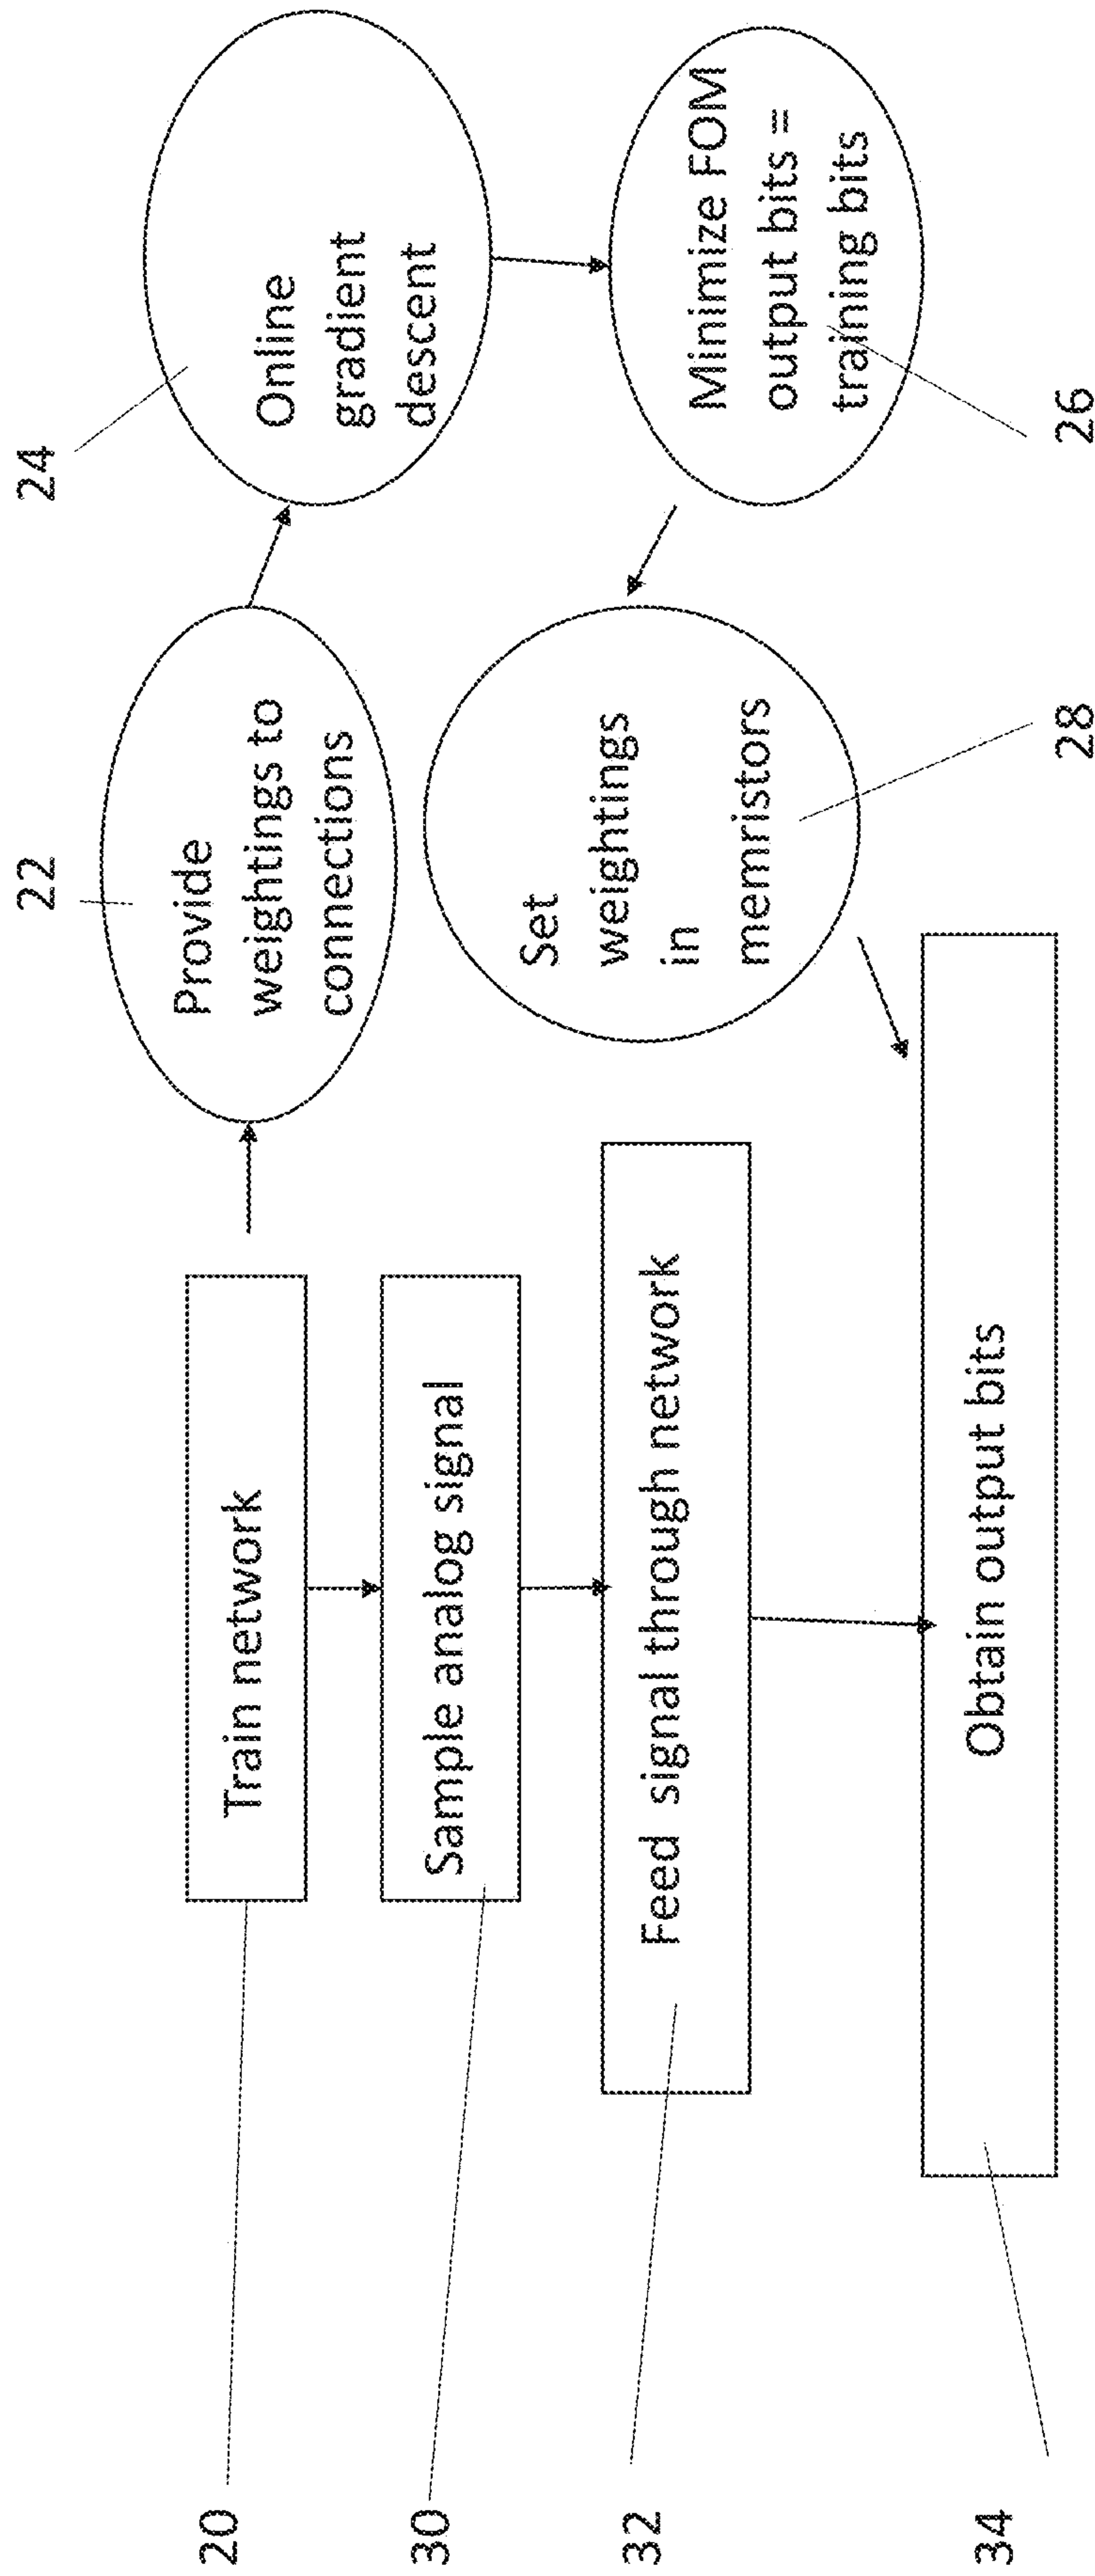 22
24
20
Train network
Provide
weightings to
connections
Online
gradient
descent
30
Sample analog signal
32
Feed signal through network
Set
weightings
in
memristors
Minimize FOM
output bits =
training bits
34
Obtain output bits
28
26